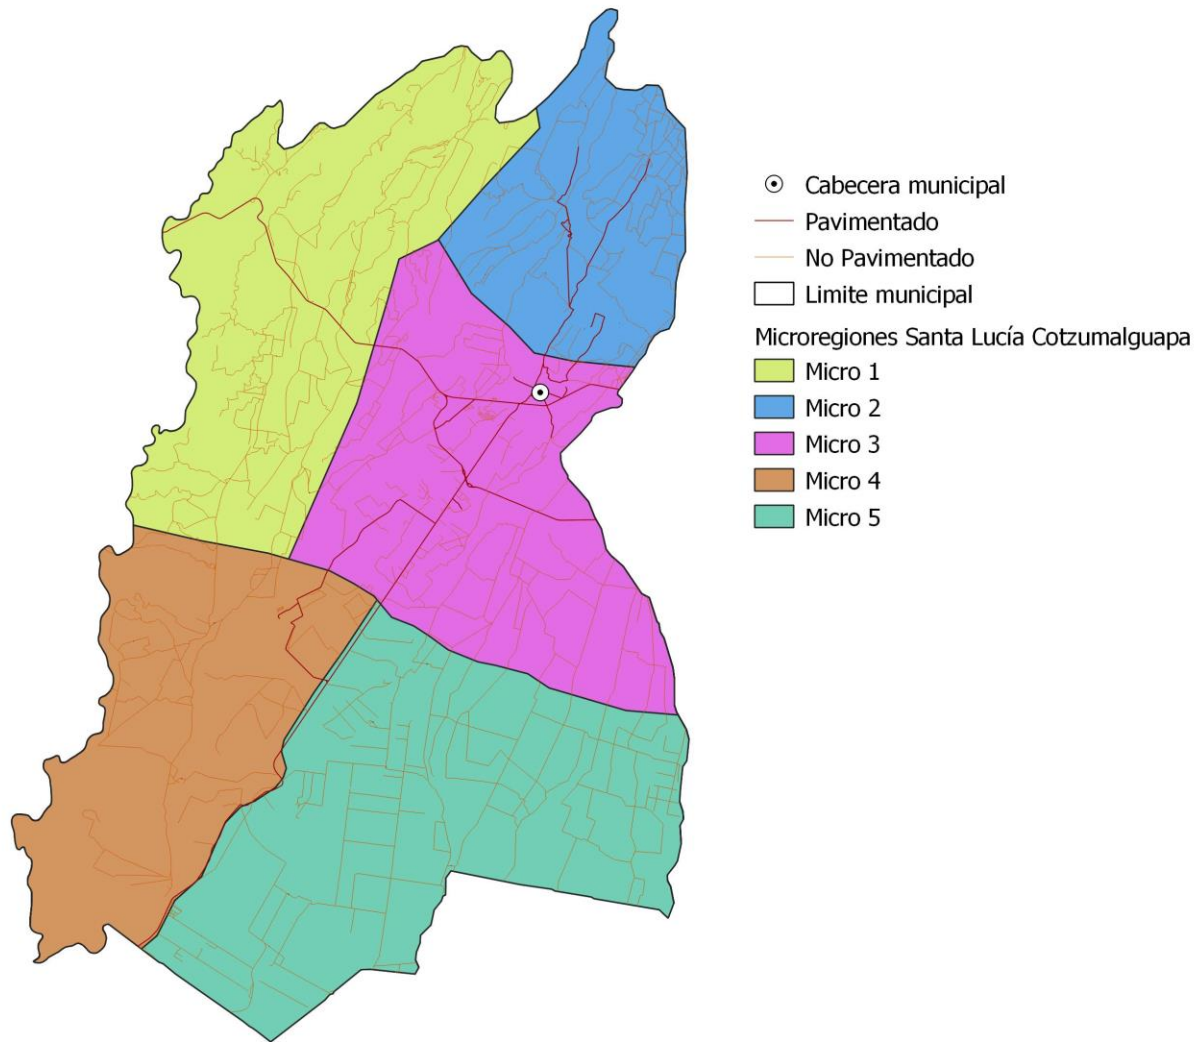 Cabecera municipal
Pavimentado
No Pavimentado
Limite municipal
Microregiones Santa Lucía Cotzumalguapa
Micro 1
Micro 2
Micro 3
Micro 4
Micro 5